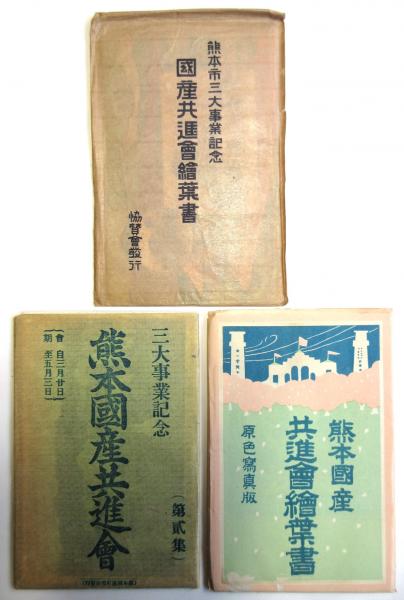 熊本市三大事業記念
國産共進會繪葉書
協賛會發行
三大事業記念
熊本國産共進會
(第貳集)
會期
自三月廿日
至五月三日
熊本國産
共進會繪葉書
原色寫眞版